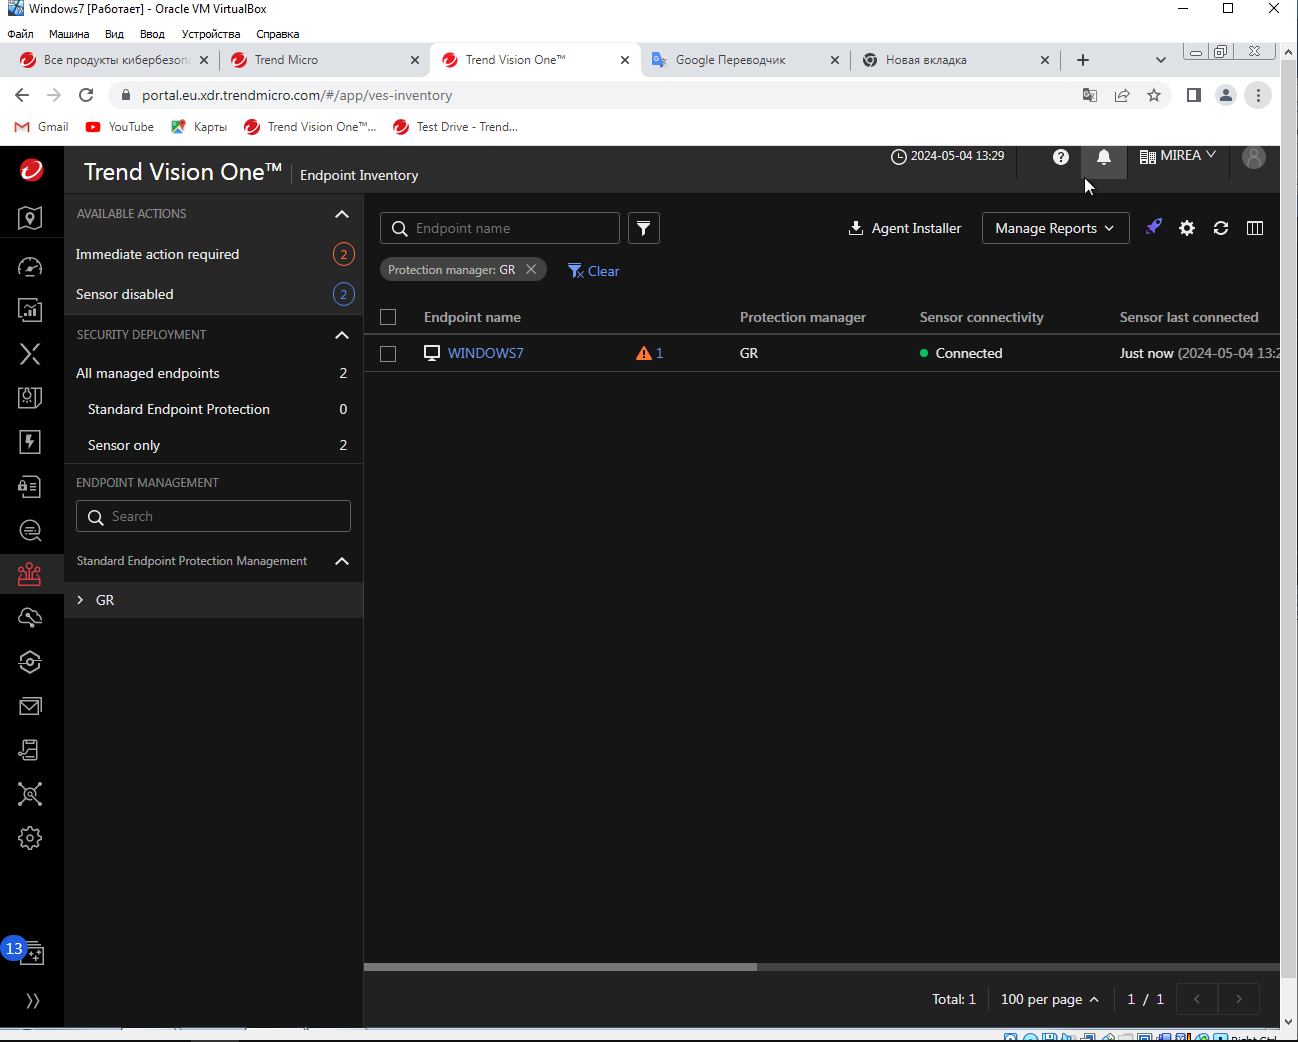 Windows7 [Работает] - Oracle VM VirtualBox
Файл Машина Вид Ввод Устройства Справка
Все продукты кибербезопа Trend Micro Trend Vision One™ Google Переводчик Новая вкладка
portal.eu.xdr.trendmicro.com/#/app/ves-inventory
Gmail YouTube Карты Trend Vision One™... Test Drive - Trend...
Trend Vision One™ Endpoint Inventory 2024-05-04 13:29 MIREA
AVAILABLE ACTIONS
Immediate action required 2
Sensor disabled 2
SECURITY DEPLOYMENT
All managed endpoints 2
Standard Endpoint Protection 0
Sensor only 2
ENDPOINT MANAGEMENT
Search
Standard Endpoint Protection Management
GR
13
Endpoint name Agent Installer Manage Reports
Protection manager: GR Clear
Endpoint name Protection manager Sensor connectivity Sensor last connected
WINDOWS7 1 GR Connected Just now (2024-05-04 13:2
Total: 1 100 per page 1 / 1
Right Ctrl